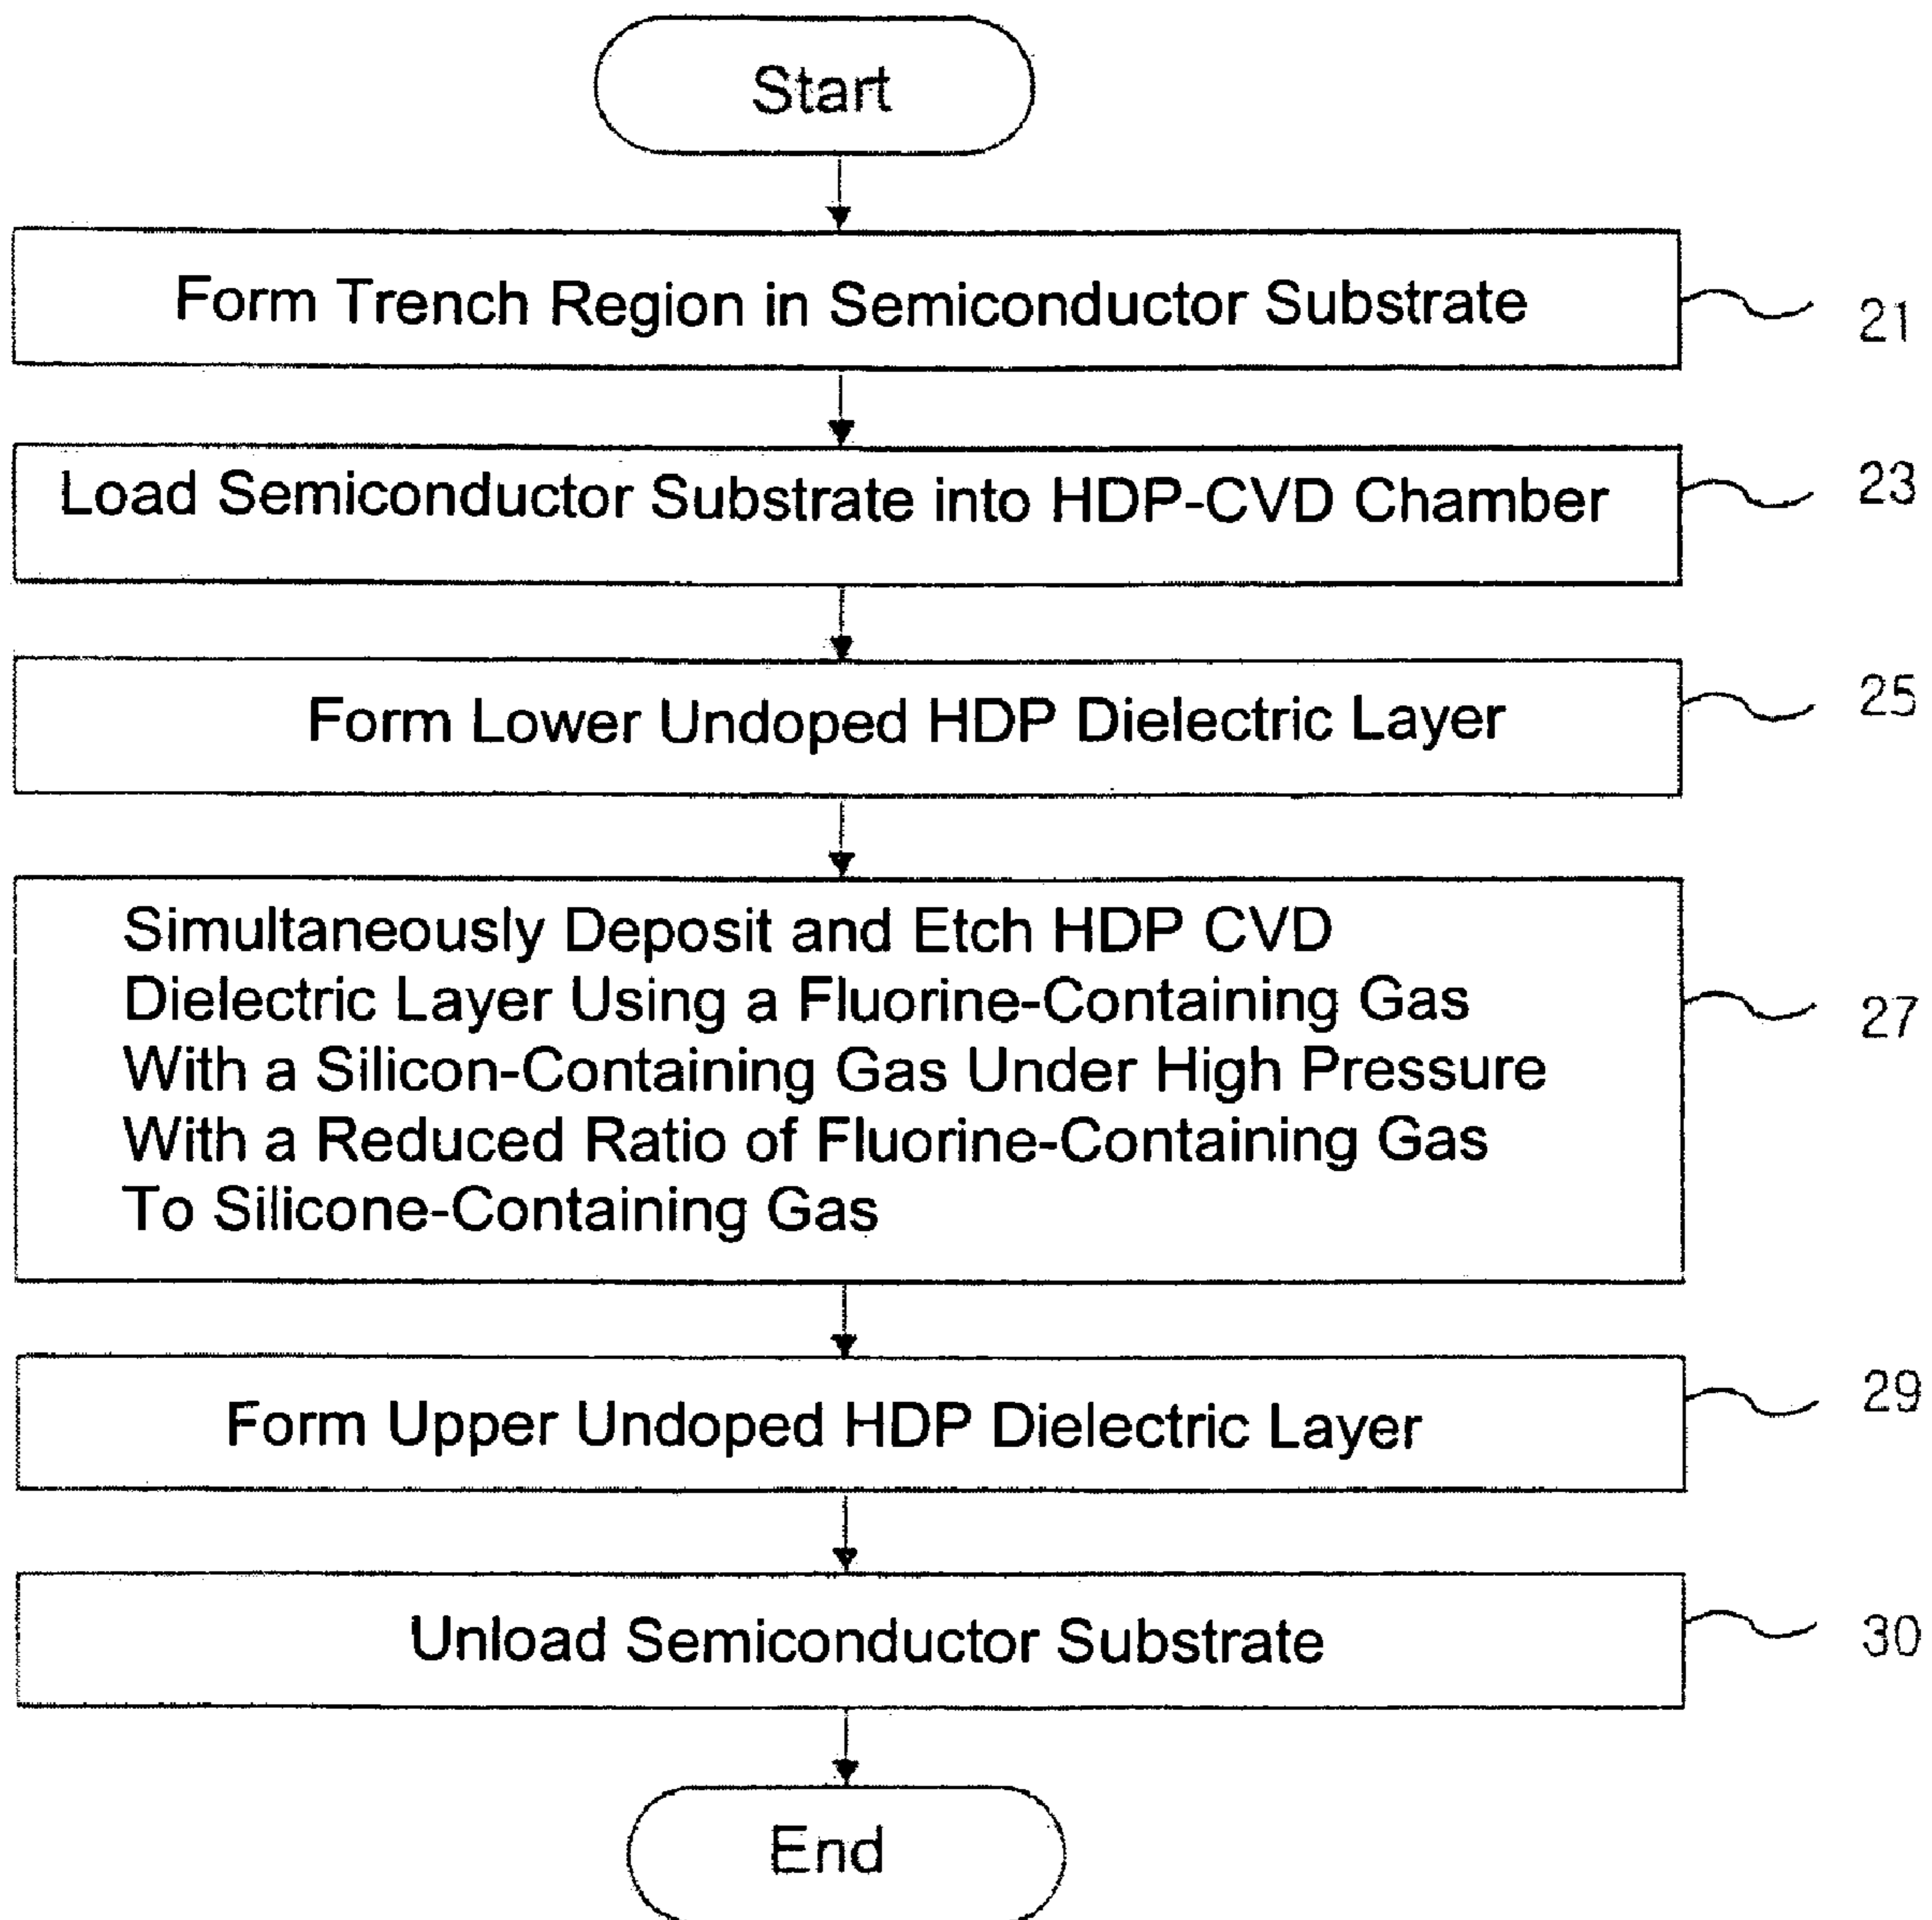 Start
Form Trench Region in Semiconductor Substrate
21
Load Semiconductor Substrate into HDP-CVD Chamber
23
Form Lower Undoped HDP Dielectric Layer
25
Simultaneously Deposit and Etch HDP CVD
Dielectric Layer Using a Fluorine-Containing Gas
With a Silicon-Containing Gas Under High Pressure
With a Reduced Ratio of Fluorine-Containing Gas
To Silicone-Containing Gas
27
Form Upper Undoped HDP Dielectric Layer
29
Unload Semiconductor Substrate
30
End